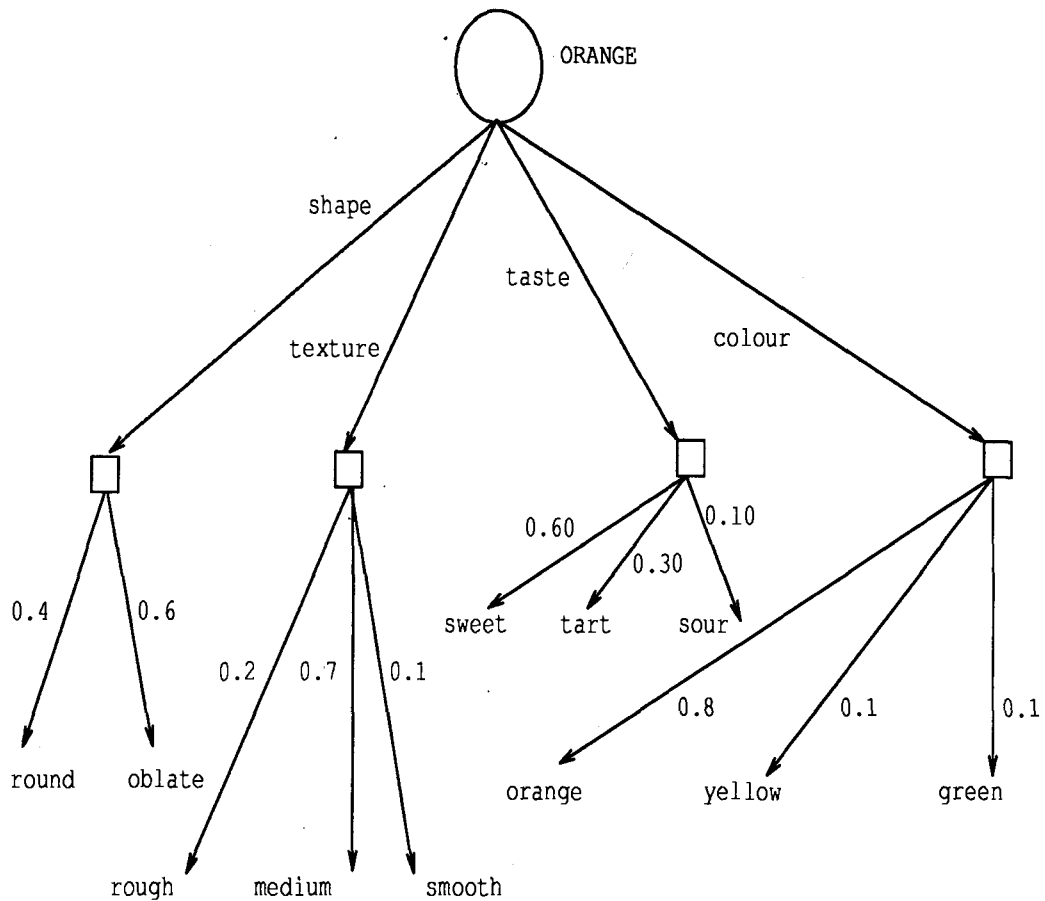 ORANGE
shape
taste
colour
texture
0.60
0.10
0.30
0.4
0.6
sweet
tart
sour
0.2
0.7
0.1
0.8
0.1
0.1
round
oblate
orange
yellow
green
rough
medium
smooth